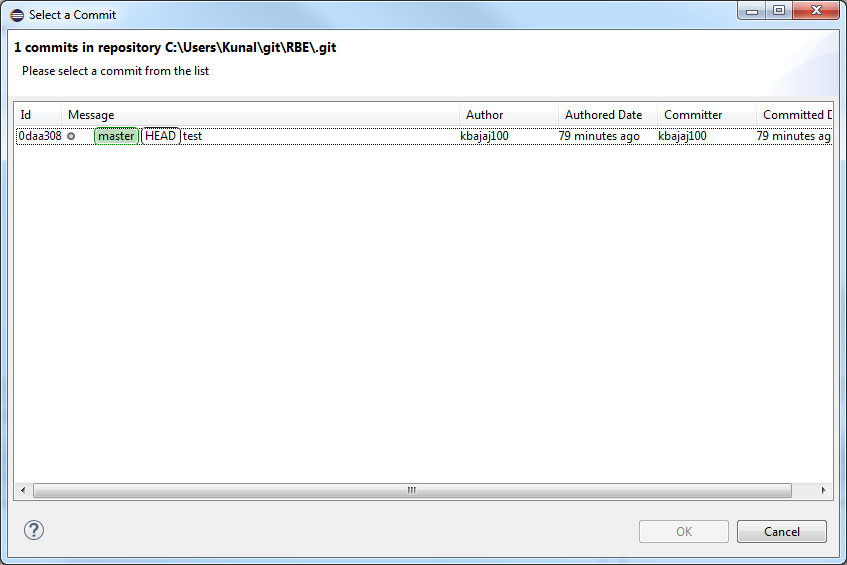 Select a Commit
1 commits in repository C:\Users\Kunal\git\RBE\.git
Please select a commit from the list
Id Message Author Authored Date Committer Committed D
0daa308 master HEAD test kbajaj100 79 minutes ago kbajaj100 79 minutes ag
OK Cancel